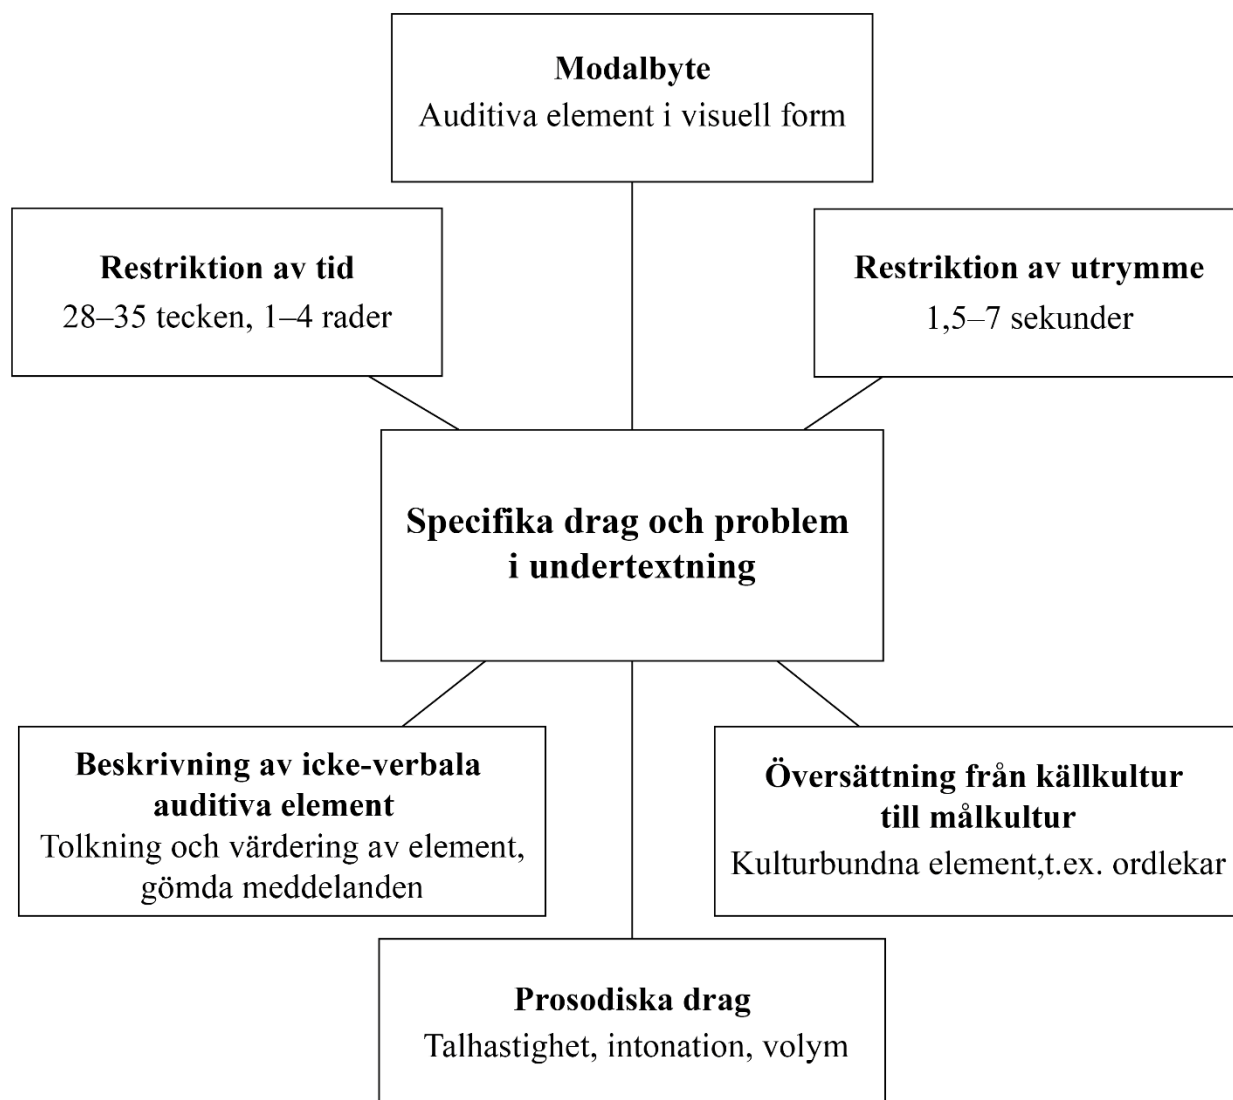 Modalbyte
Auditiva element i visuell form
Restriktion av tid
28–35 tecken, 1–4 rader
Restriktion av utrymme
1,5–7 sekunder
Specifika drag och problem
i undertextning
Beskrivning av icke-verbala
auditiva element
Tolkning och värdering av element,
gömda meddelanden
Översättning från källkultur
till målkultur
Kulturbundna element,t.ex. ordlekar
Prosodiska drag
Talhastighet, intonation, volym